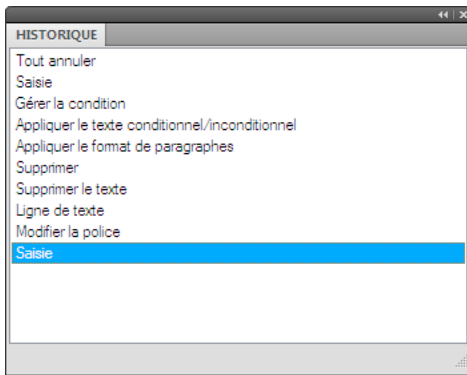 HISTORIQUE
Tout annuler
Saisie
Gérer la condition
Appliquer le texte conditionnel/inconditionnel
Appliquer le format de paragraphes
Supprimer
Supprimer le texte
Ligne de texte
Modifier la police
Saisie